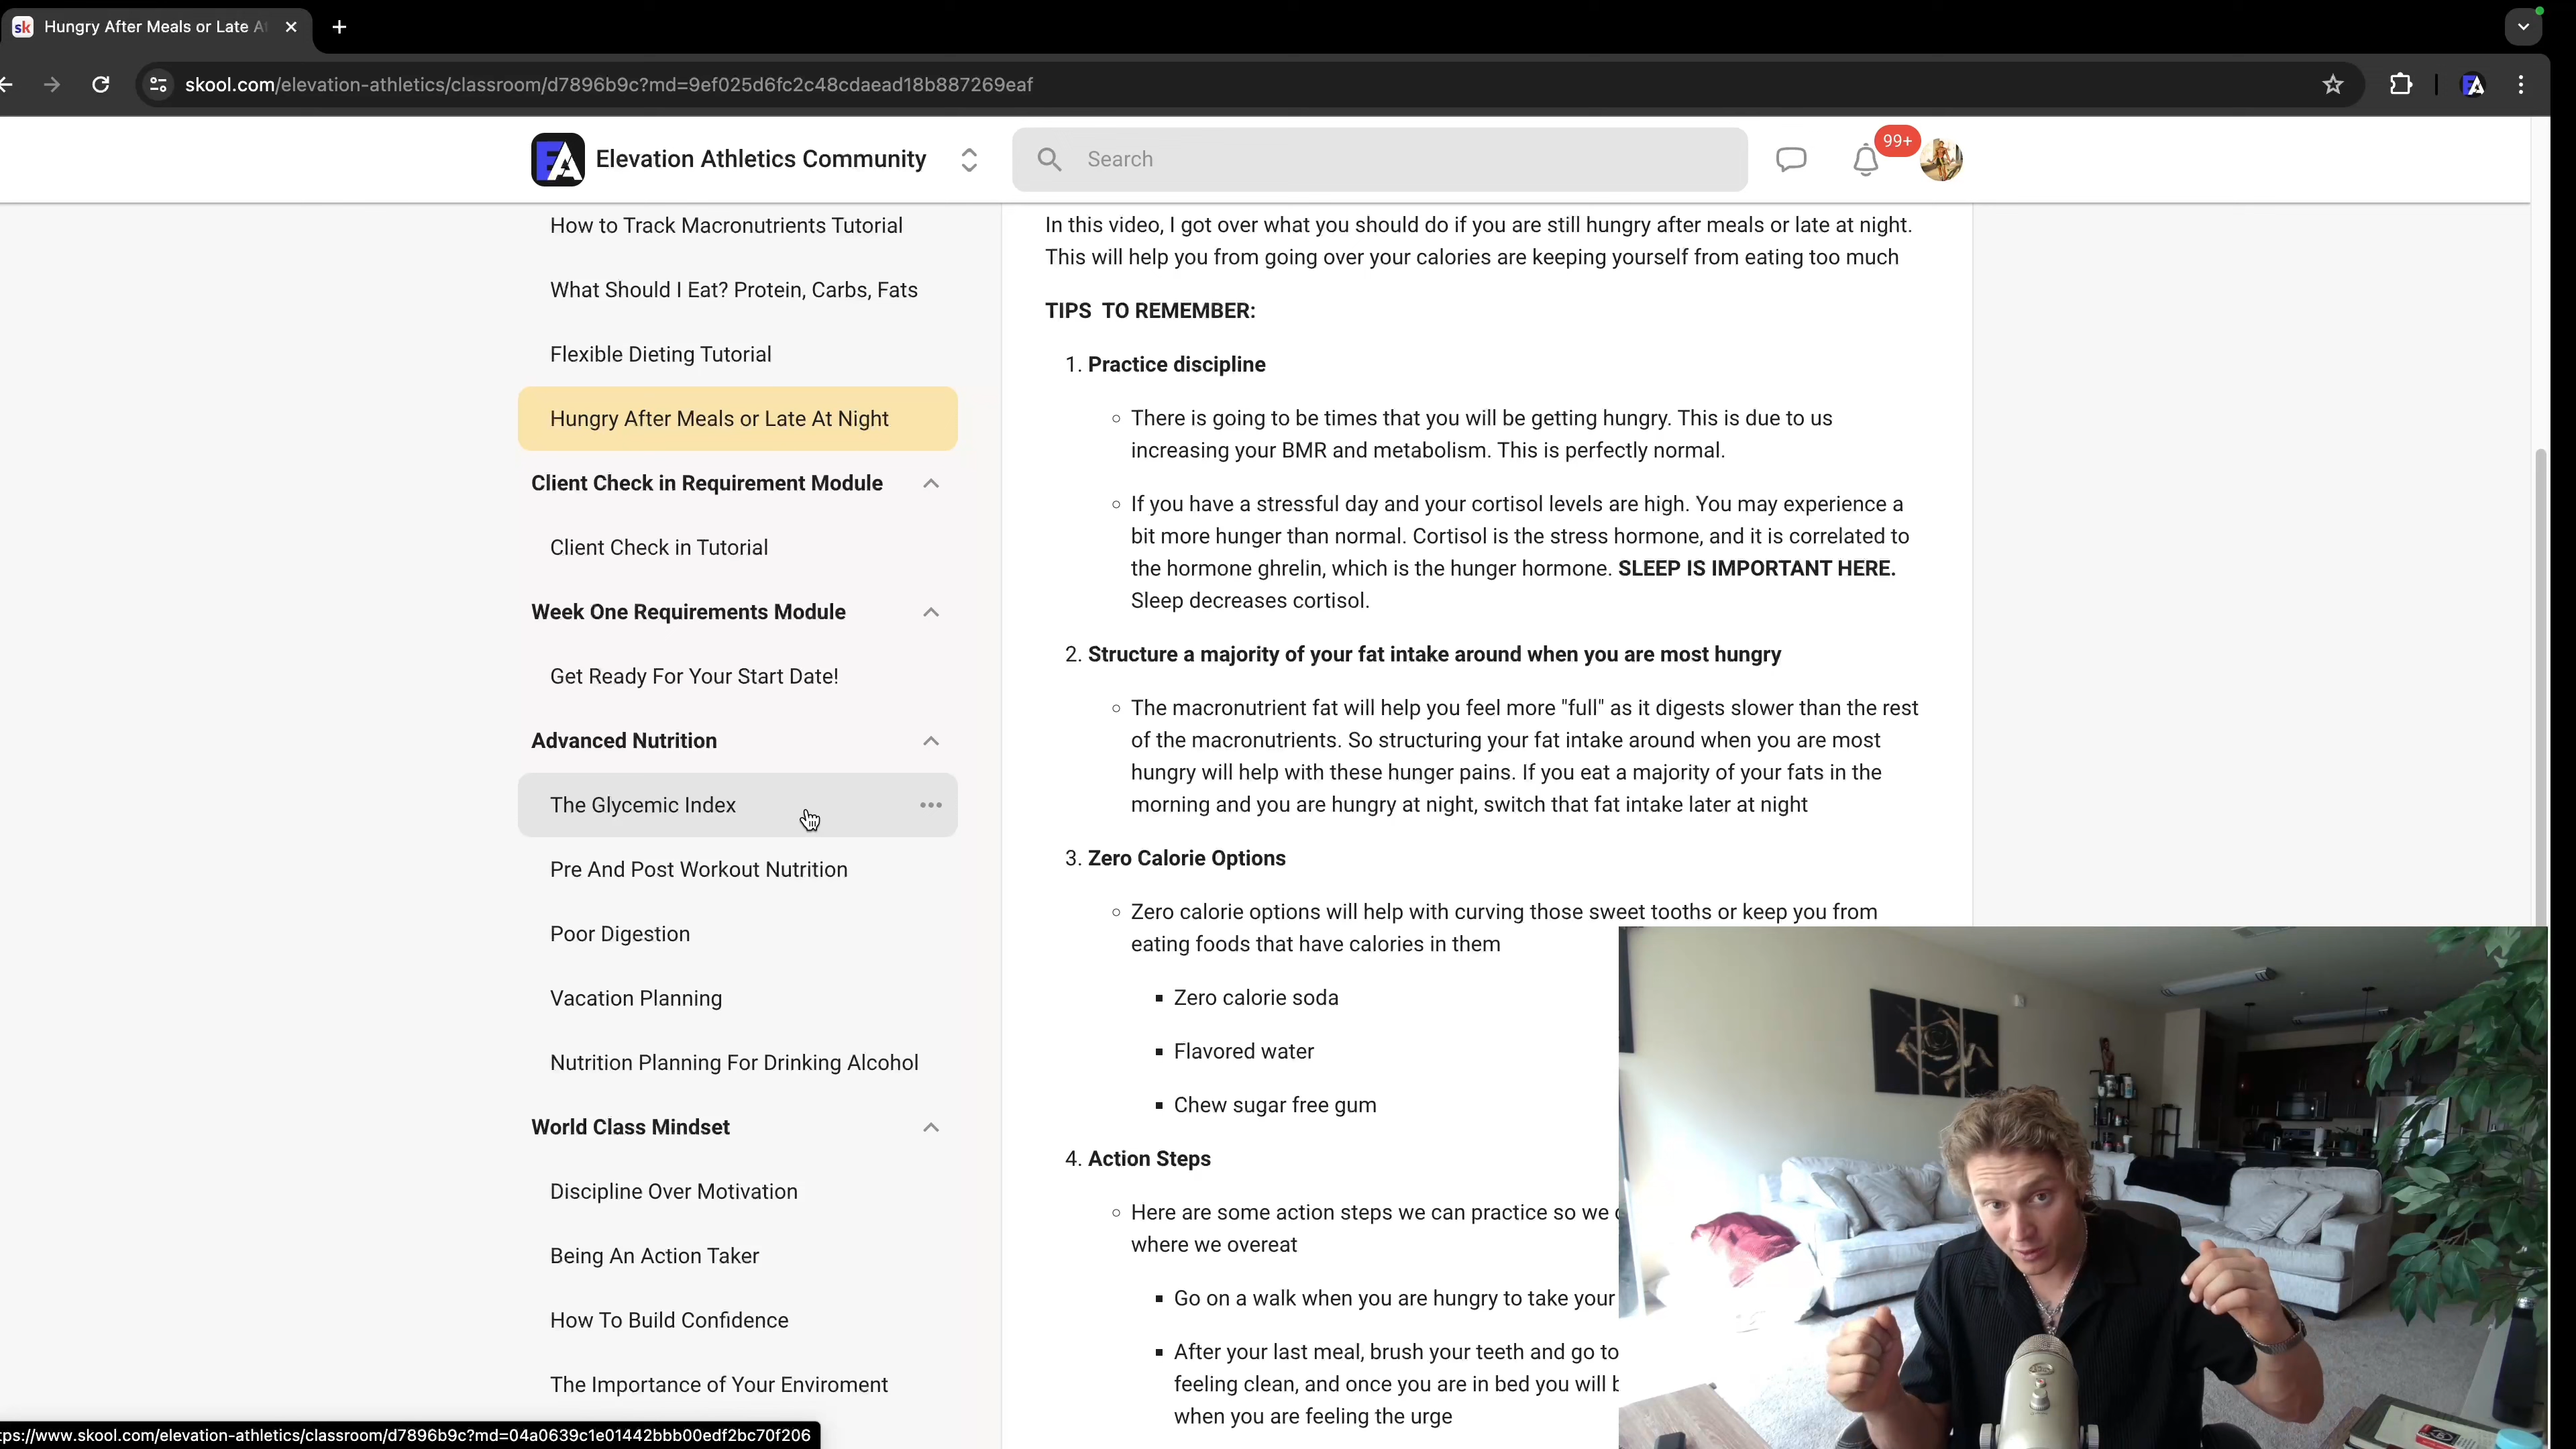 sk Hungry After Meals or Late
skool.com/elevation-athletics/classroom/d7896b9c?md=9ef025d6fc2c48cdaead18b887269eaf
EA Elevation Athletics Community
Search
99+
How to Track Macronutrients Tutorial
What Should I Eat? Protein, Carbs, Fats
Flexible Dieting Tutorial
Hungry After Meals or Late At Night
Client Check in Requirement Module
Client Check in Tutorial
Week One Requirements Module
Get Ready For Your Start Date!
Advanced Nutrition
The Glycemic Index
Pre And Post Workout Nutrition
Poor Digestion
Vacation Planning
Nutrition Planning For Drinking Alcohol
World Class Mindset
Discipline Over Motivation
Being An Action Taker
How To Build Confidence
The Importance of Your Enviroment
In this video, I got over what you should do if you are still hungry after meals or late at night.
This will help you from going over your calories are keeping yourself from eating too much
TIPS TO REMEMBER:
1. Practice discipline
There is going to be times that you will be getting hungry. This is due to us
increasing your BMR and metabolism. This is perfectly normal.
If you have a stressful day and your cortisol levels are high. You may experience a
bit more hunger than normal. Cortisol is the stress hormone, and it is correlated to
the hormone ghrelin, which is the hunger hormone. SLEEP IS IMPORTANT HERE.
Sleep decreases cortisol.
2. Structure a majority of your fat intake around when you are most hungry
The macronutrient fat will help you feel more "full" as it digests slower than the rest
of the macronutrients. So structuring your fat intake around when you are most
hungry will help with these hunger pains. If you eat a majority of your fats in the
morning and you are hungry at night, switch that fat intake later at night
3. Zero Calorie Options
Zero calorie options will help with curving those sweet tooths or keep you from
eating foods that have calories in them
Zero calorie soda
Flavored water
Chew sugar free gum
4. Action Steps
Here are some action steps we can practice so we
where we overeat
Go on a walk when you are hungry to take your
After your last meal, brush your teeth and go to
feeling clean, and once you are in bed you will
when you are feeling the urge
tps://www.skool.com/elevation-athletics/classroom/d7896b9c?md=04a0639c1e01442bbb00edf2bc70f206